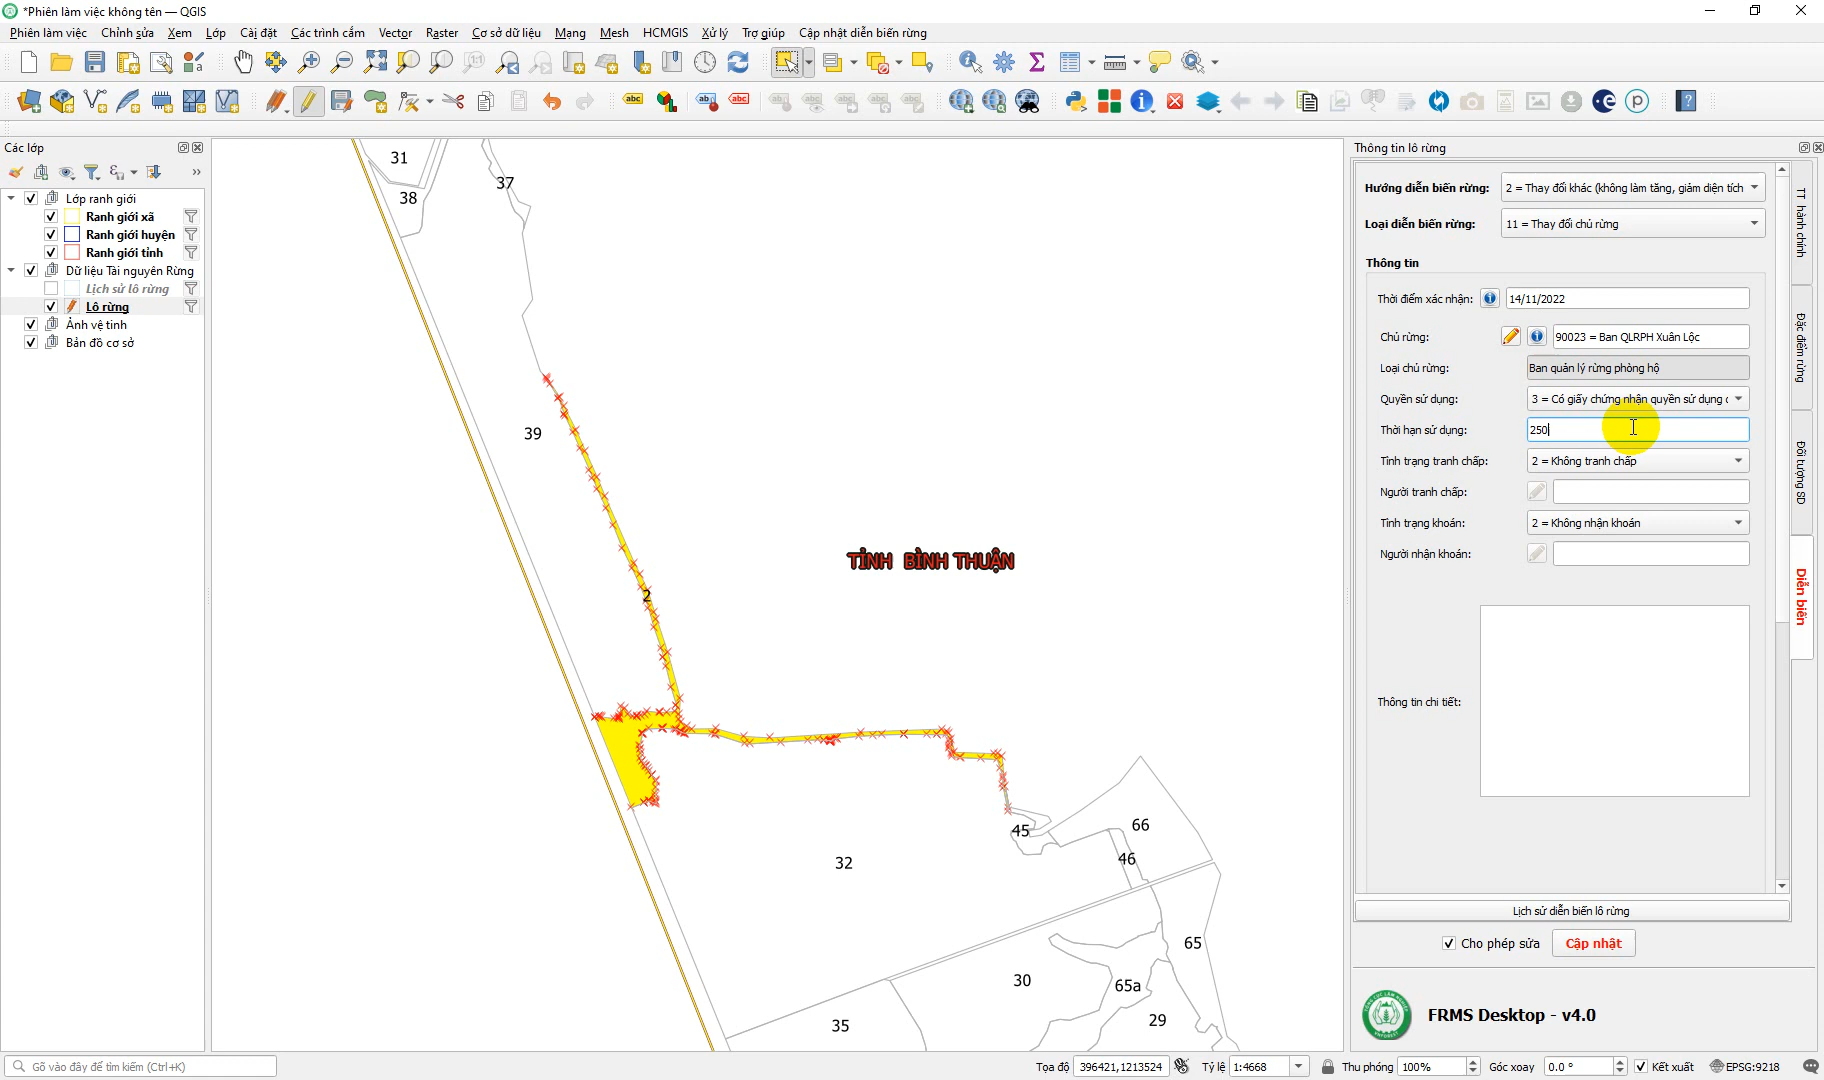 *Phiên làm việc không tên — QGIS
Phiên làm việc Chỉnh sửa Xem Lớp Cài đặt Các trình cắm Vector Raster Cơ sở dữ liệu Mạng Mesh HCMGIS Xử lý Trợ giúp Cập nhật diễn biến rừng
Các lớp
Lớp ranh giới
Ranh giới xã
Ranh giới huyện
Ranh giới tỉnh
Dữ liệu Tài nguyên Rừng
Lịch sử lô rừng
Lô rừng
Ảnh vệ tinh
Bản đồ cơ sở
31
38
37
39
2
TỈNH BÌNH THUẬN
45
66
46
32
65
30
65a
35
29
Thông tin lô rừng
Hướng diễn biến rừng: 2 = Thay đổi khác (không làm tăng, giảm diện tích
Loại diễn biến rừng: 11 = Thay đổi chủ rừng
Thông tin
Thời điểm xác nhận: 14/11/2022
Chủ rừng: 90023 = Ban QLRPH Xuân Lộc
Loại chủ rừng: Ban quản lý rừng phòng hộ
Quyền sử dụng: 3 = Có giấy chứng nhận quyền sử dụng
Thời hạn sử dụng: 250
Tình trạng tranh chấp: 2 = Không tranh chấp
Người tranh chấp:
Tình trạng khoán: 2 = Không nhận khoán
Người nhận khoán:
Thông tin chi tiết:
TT hành chính
Đặc điểm rừng
Đối tượng SD
Diễn biến
Lịch sử diễn biến lô rừng
Cho phép sửa Cập nhật
FRMS Desktop - v4.0
Gõ vào đây để tìm kiếm (Ctrl+K)
Tọa độ 396421,1213524 Tỷ lệ 1:4668 Thu phóng 100% Góc xoay 0.0 ° Kết xuất EPSG:9218